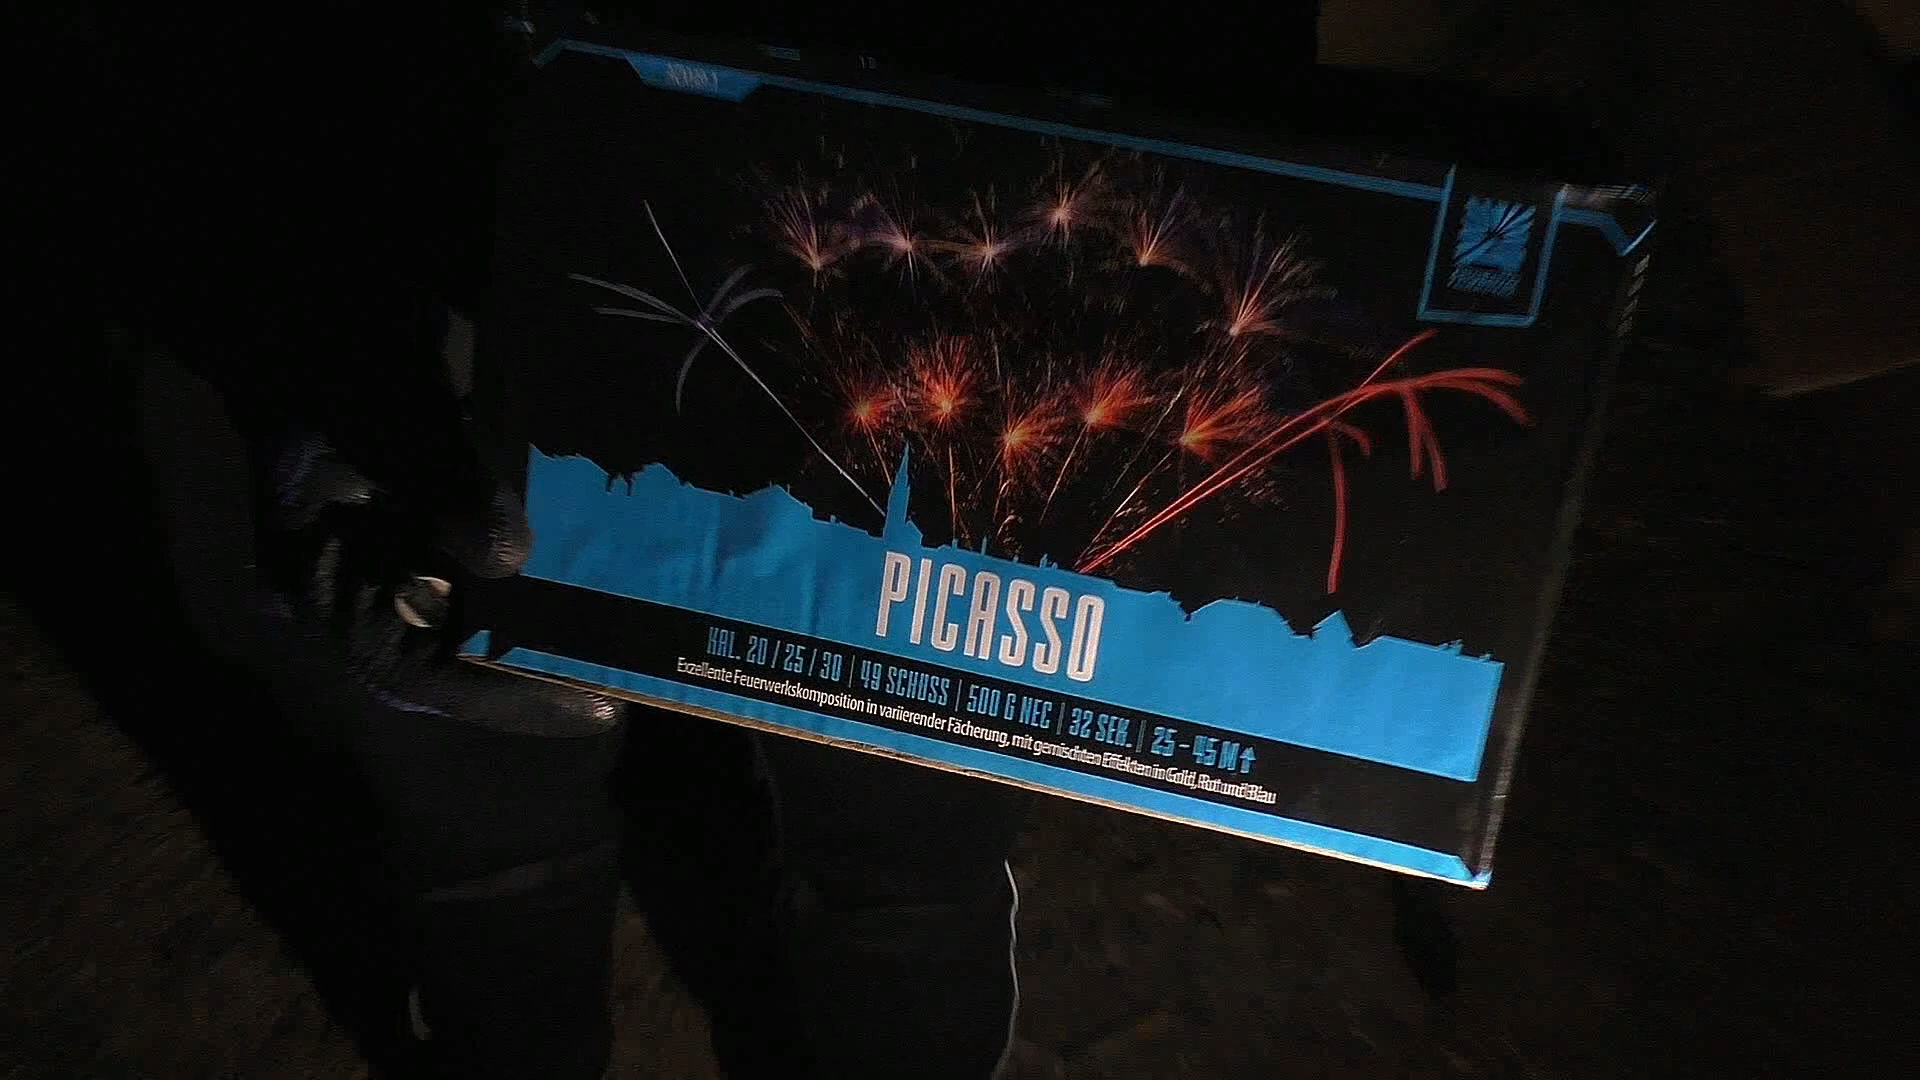 PICASSO
KAL. 20 / 25 / 30 | 49 SCHUSS | 500 G NEC | 32 SEK. | 25 - 45 M
Exzellente Feuerwerkskomposition in variierender Fächerung, mit gemischten Effekten in Gold, Rot und Blau